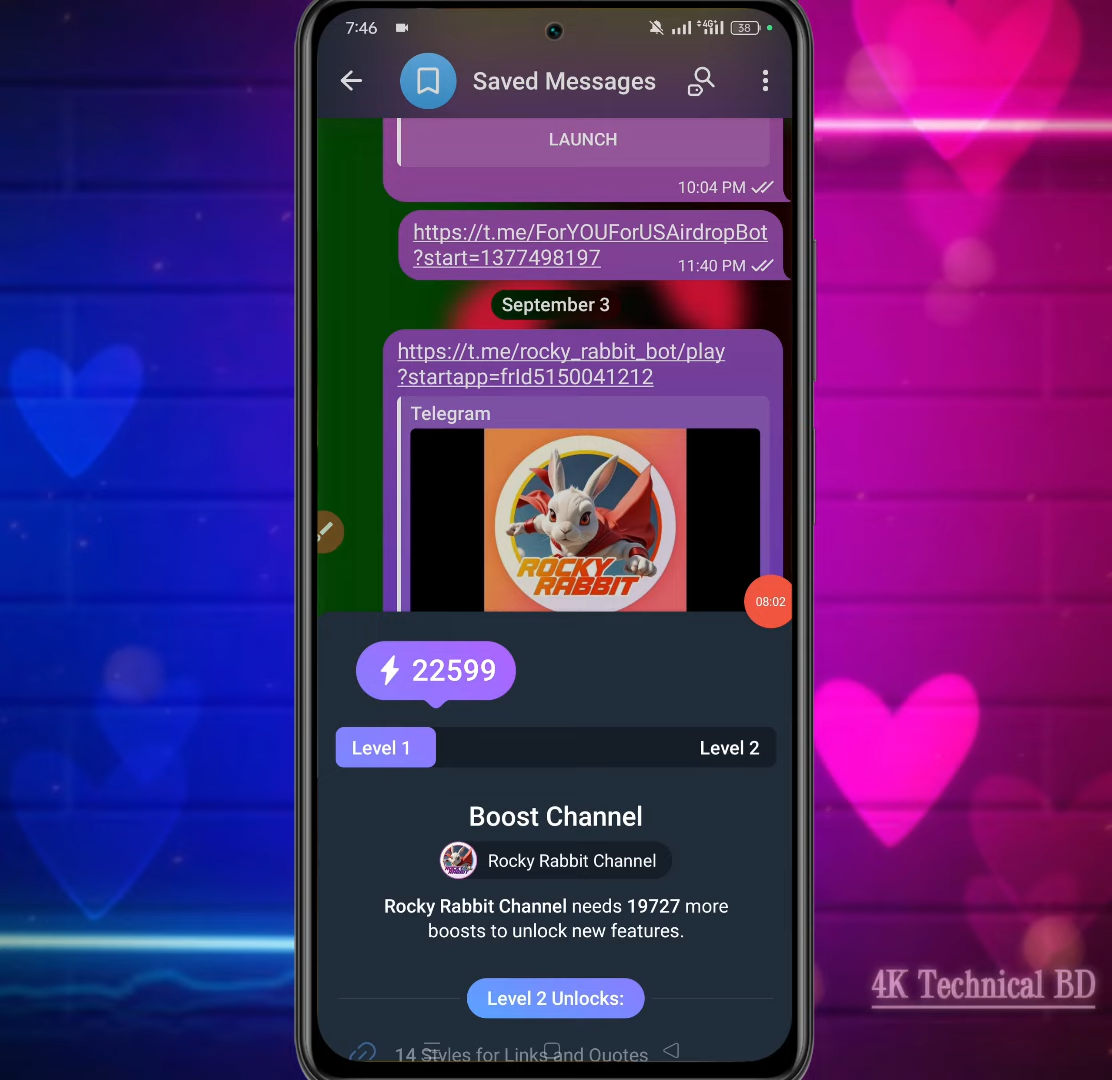 7:46
4G+
38
Saved Messages
LAUNCH
10:04 PM
https://t.me/ForYOUForUSAirdropBot
?start=1377498197
11:40 PM
September 3
https://t.me/rocky_rabbit_bot/play
?startapp=frId5150041212
Telegram
ROCKY
RABBIT
08:02
22599
Level 1
Level 2
Boost Channel
Rocky Rabbit Channel
Rocky Rabbit Channel needs 19727 more
boosts to unlock new features.
Level 2 Unlocks:
14 Styles for Links and Quotes
4K Technical BD